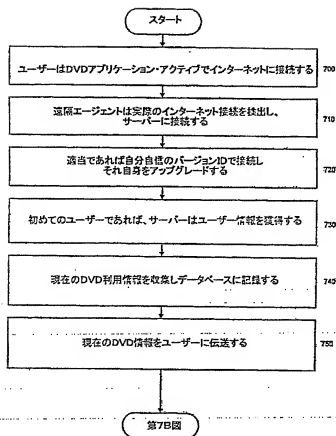 スタート
ユーザーはDVDアプリケーション・アクティブでインターネットに接続する
700
遠隔エージェントは実際のインターネット接続を検出し、
サーバーに接続する
710
適当であれば自分自信のバージョンIDで接続し
それ自身をアップグレードする
720
初めてのユーザーであれば、サーバーはユーザー情報を獲得する
730
現在のDVD利用情報を収集しデータベースに記録する
740
現在のDVD情報をユーザーに伝送する
750
第7B図